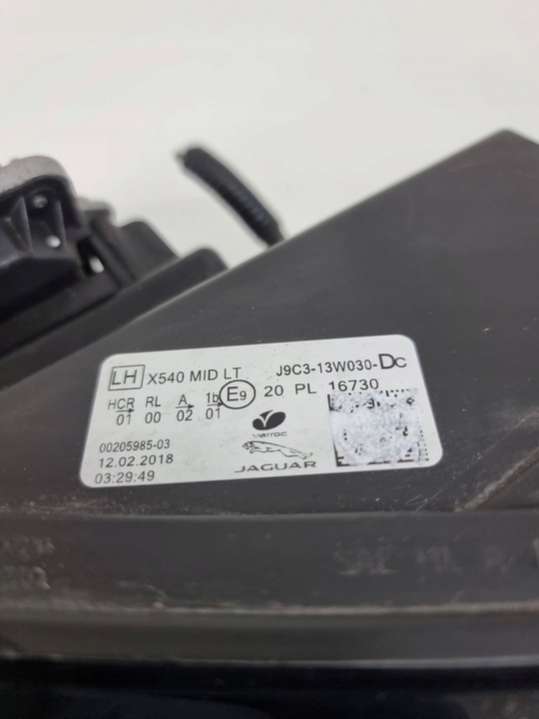 LH X540 MID LT J9C3-13W030-DC
HCR RL A 1b E9 20 PL 16730
01 00 02 01
00205985-03
12.02.2018
03:29:49
JAGUAR